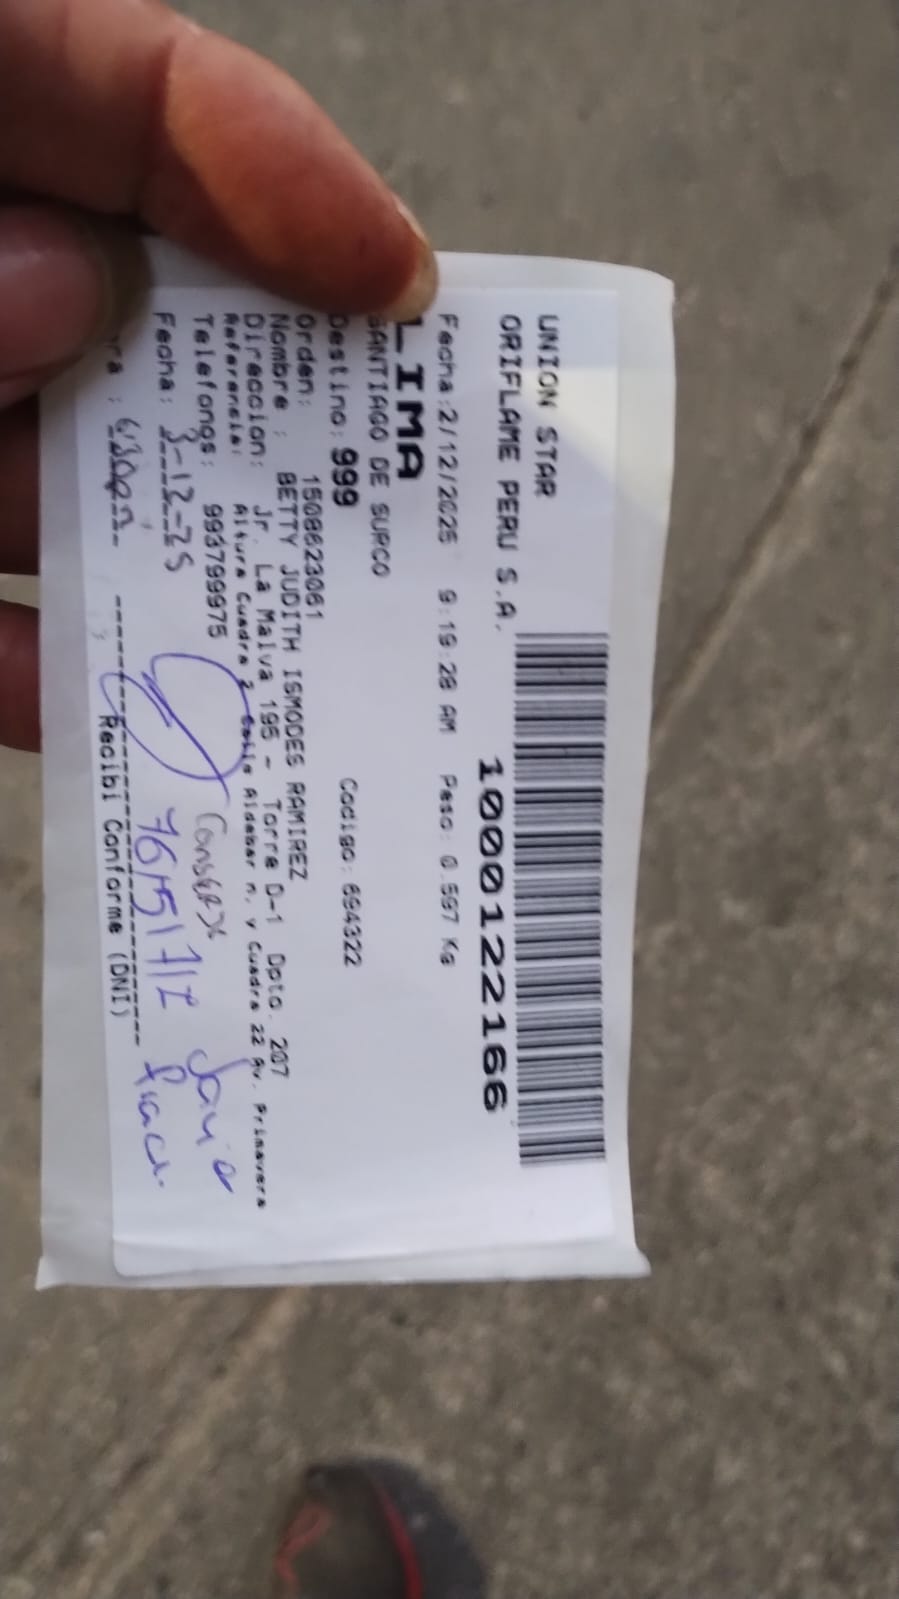 UNION STAR
ORIFLAME PERU S.A.
1000122166
Fecha:2/12/2025 9:19:28 AM Peso: 0.597 Kg
LIMA
SANTIAGO DE SURCO
Destino: 999 Codigo: 694322
Orden: 1508623061
Nombre : BETTY JUDITH ISMODES RAMIREZ
Direccion: Jr. La Malva 195 - Torre D-1 Dpto. 207
Referencia: Altura Cuadra 2 Calle Aldebar n. y Cuadra 22 Av. Primavera
Telefonos: 993799975
Conserje
Fecha: 3-12-25
Recibi Conforme (DNI)